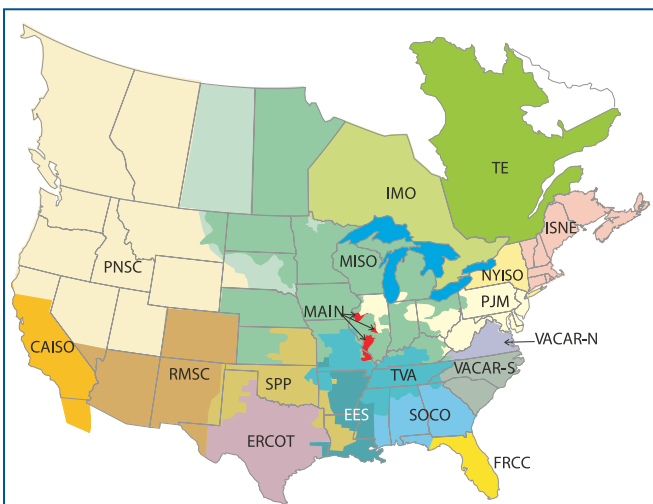 TE
IMO
ISNE
MISO
NYISO
PNSC
PJM
MAIN
VACAR-N
CAISO
RMSC
SPP
TVA
VACAR-S
EES
SOCO
ERCOT
FRCC